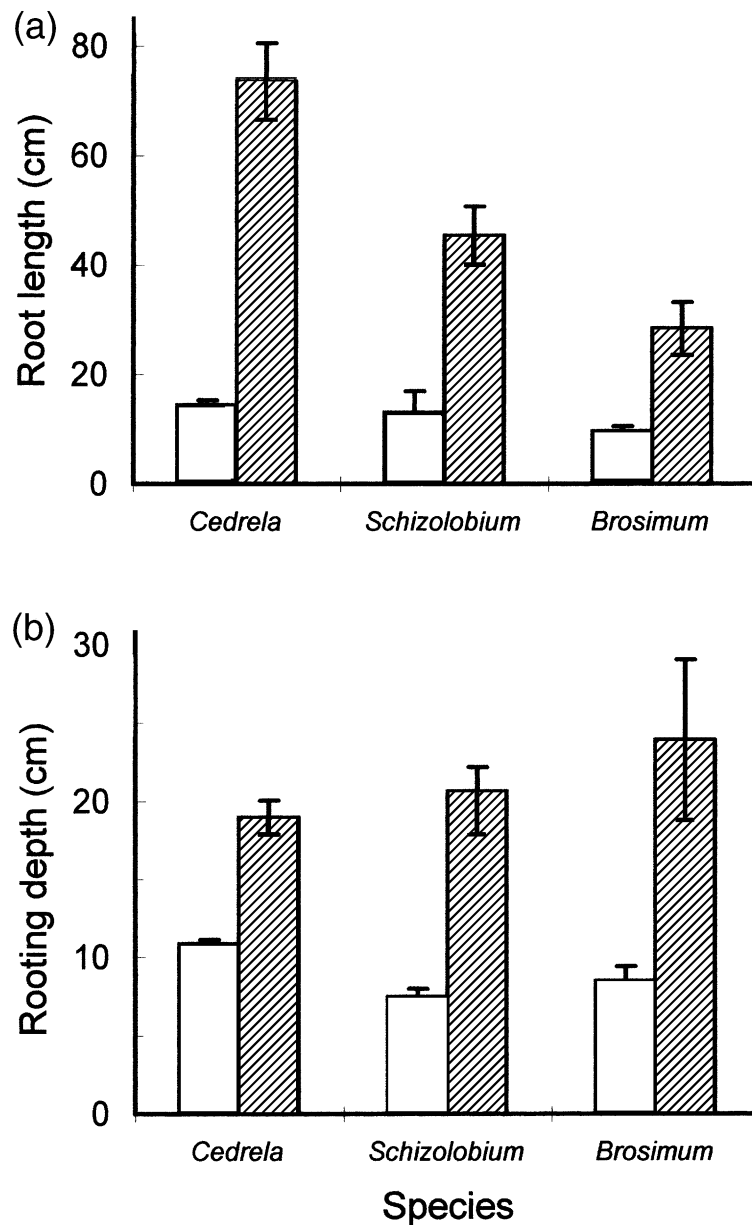 (a)
Root length (cm)
80
60
40
20
0
Cedrela Schizolobium Brosimum
(b)
Rooting depth (cm)
30
20
10
0
Cedrela Schizolobium Brosimum
Species